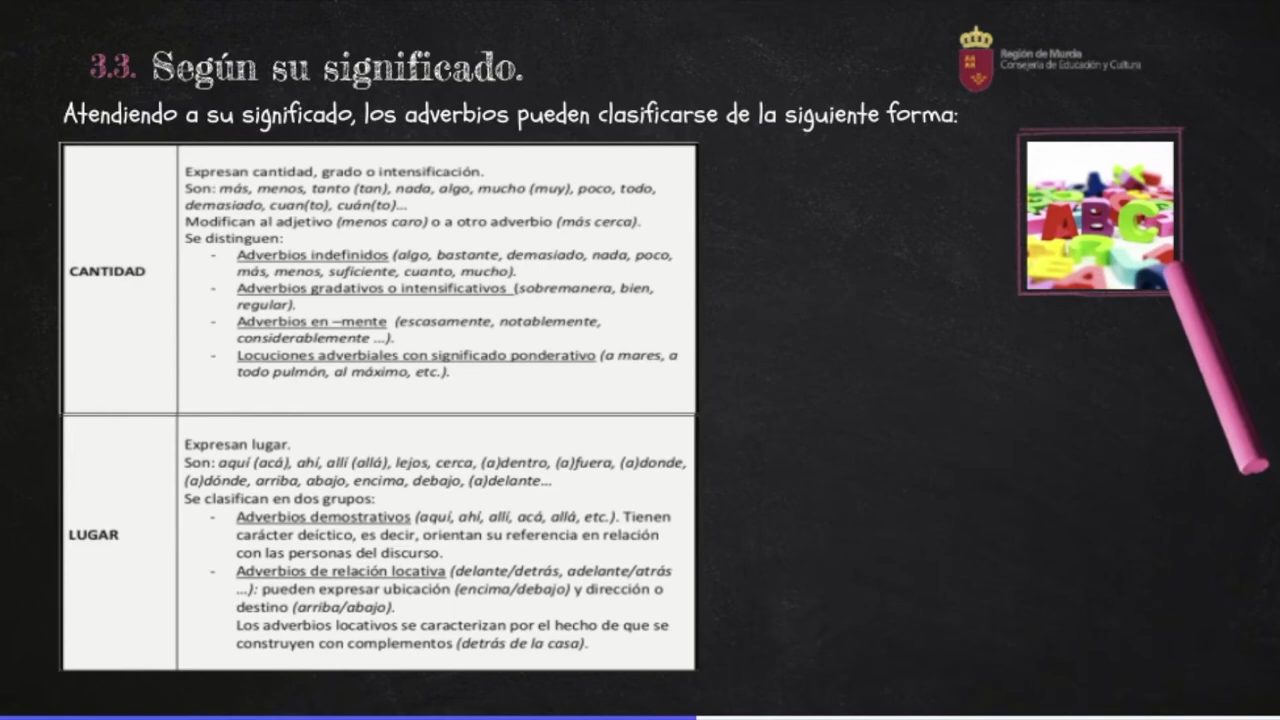 3.3. Según su significado.
Región de Murcia
Consejería de Educación y Cultura
Atendiendo a su significado, los adverbios pueden clasificarse de la siguiente forma:
CANTIDAD
Expresan cantidad, grado o intensificación.
Son: más, menos, tanto (tan), nada, algo, mucho (muy), poco, todo,
demasiado, cuan(to), cuán(to)...
Modifican al adjetivo (menos caro) o a otro adverbio (más cerca).
Se distinguen:
- Adverbios indefinidos (algo, bastante, demasiado, nada, poco,
más, menos, suficiente, cuanto, mucho).
- Adverbios gradativos o intensificativos (sobremanera, bien,
regular).
- Adverbios en –mente (escasamente, notablemente,
considerablemente ...).
- Locuciones adverbiales con significado ponderativo (a mares, a
todo pulmón, al máximo, etc.).
LUGAR
Expresan lugar.
Son: aquí (acá), ahí, allí (allá), lejos, cerca, (a)dentro, (a)fuera, (a)donde,
(a)dónde, arriba, abajo, encima, debajo, (a)delante...
Se clasifican en dos grupos:
- Adverbios demostrativos (aquí, ahí, allí, acá, allá, etc.). Tienen
carácter deíctico, es decir, orientan su referencia en relación
con las personas del discurso.
- Adverbios de relación locativa (delante/detrás, adelante/atrás
...): pueden expresar ubicación (encima/debajo) y dirección o
destino (arriba/abajo).
Los adverbios locativos se caracterizan por el hecho de que se
construyen con complementos (detrás de la casa).
ABC